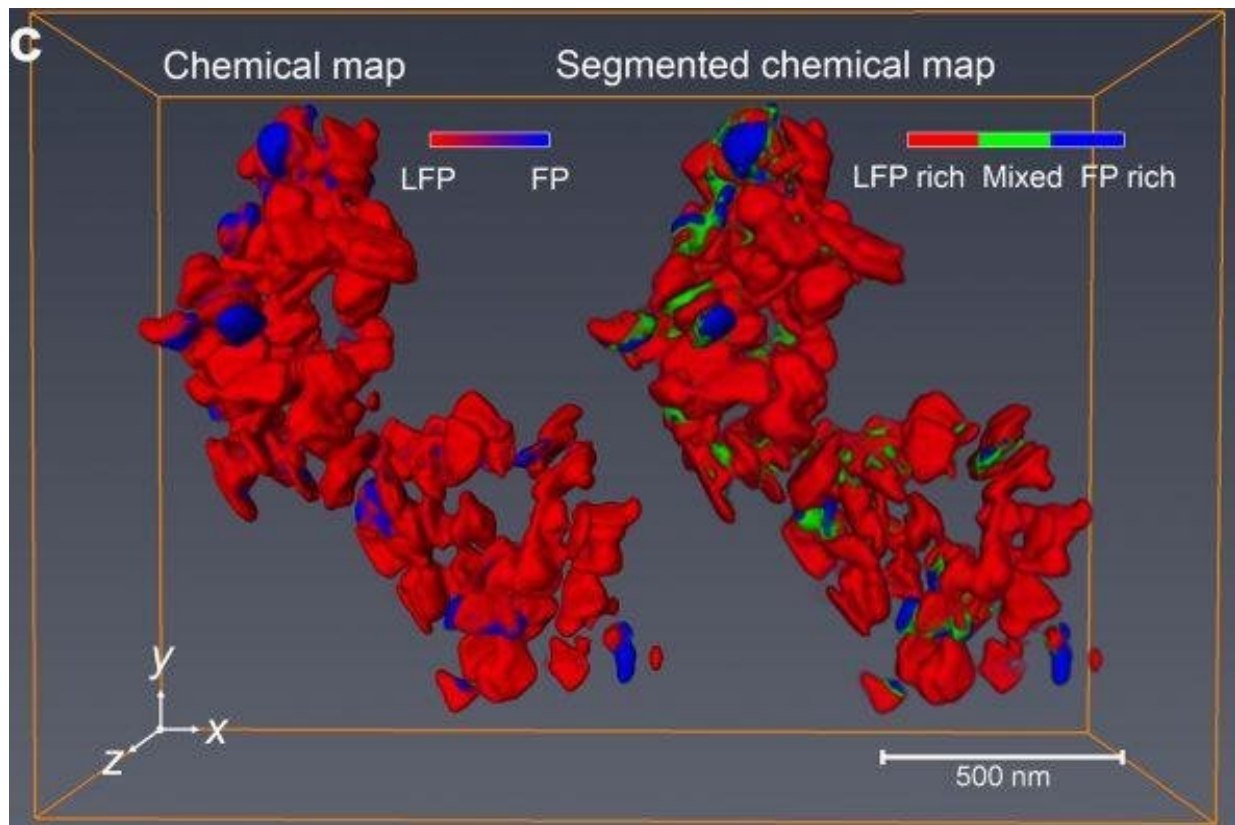 c
Chemical map
Segmented chemical map
LFP FP
LFP rich Mixed FP rich
y
x
z
500 nm